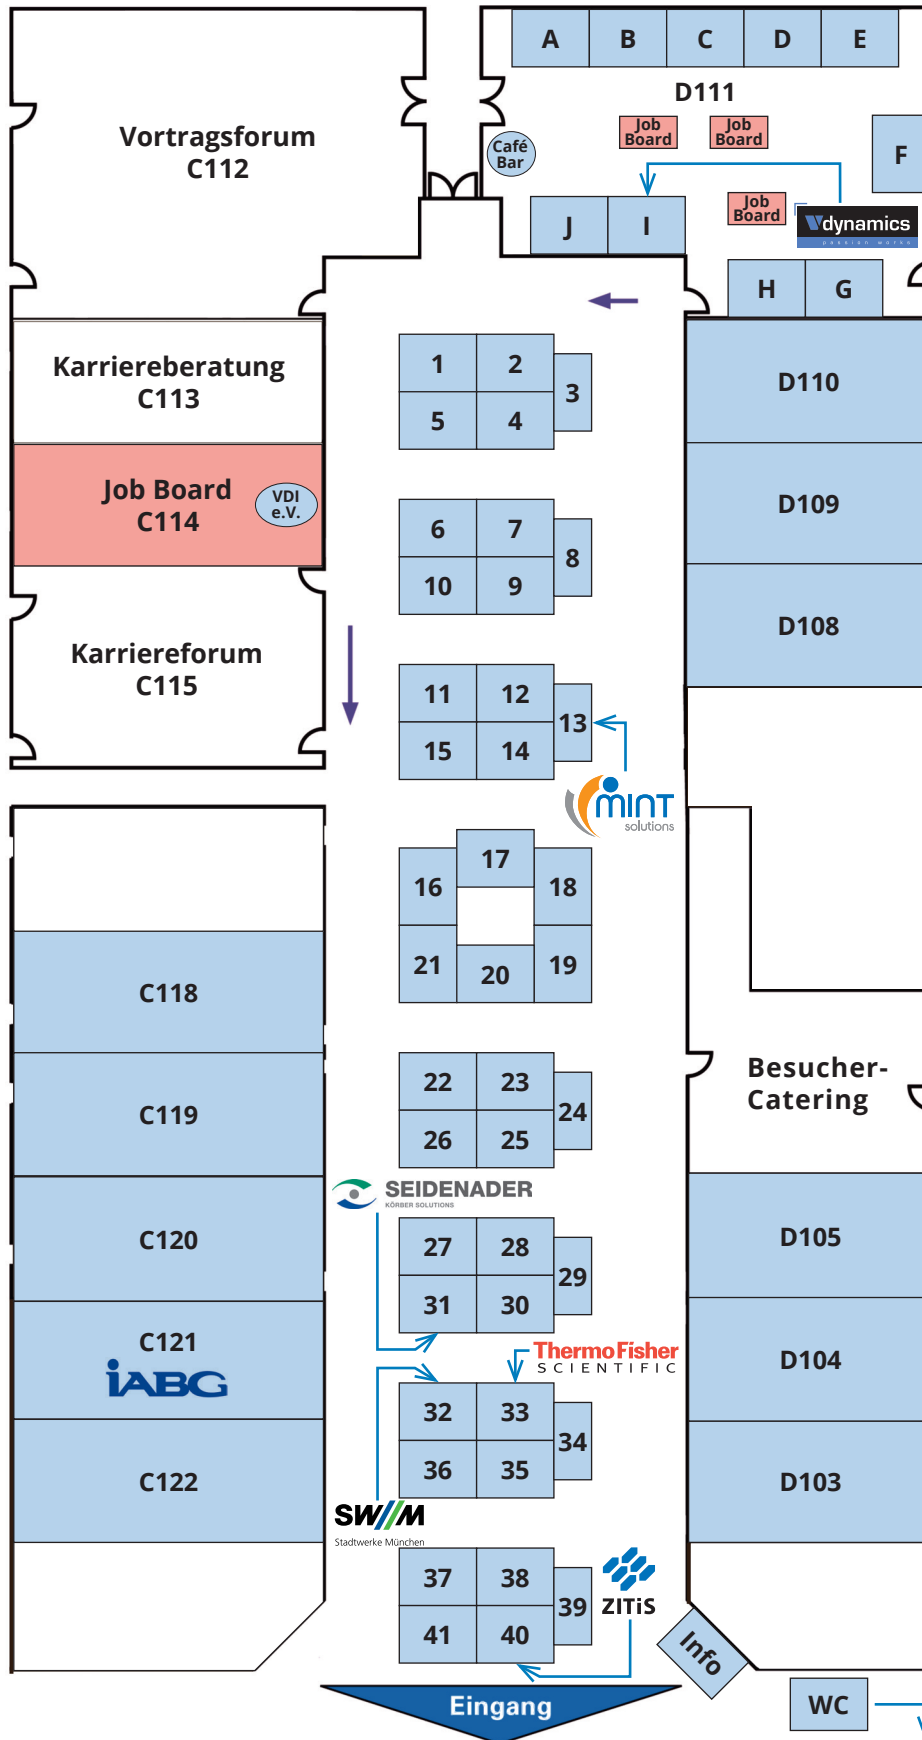 A B C D E
D111
Job
Board
Job
Board
Café
Bar
F
Vortragsforum
C112
Job
Board
Vdynamics
passion works
J I
H G
1 2
3
5 4
Karriereberatung
C113
D110
Job Board
C114
VDI
e.V.
6 7
8
10 9
D109
D108
Karriereforum
C115
11 12
13
15 14
MINT
solutions
17
16 18
21 20 19
C118
C119
22 23
24
26 25
Besucher-
Catering
SEIDENADER
KÖRBER SOLUTIONS
C120
27 28
29
31 30
D105
C121
iABG
ThermoFisher
SCIENTIFIC
D104
32 33
34
36 35
C122
D103
SW//M
Stadtwerke München
37 38
39
41 40
ZITiS
Info
Eingang
WC